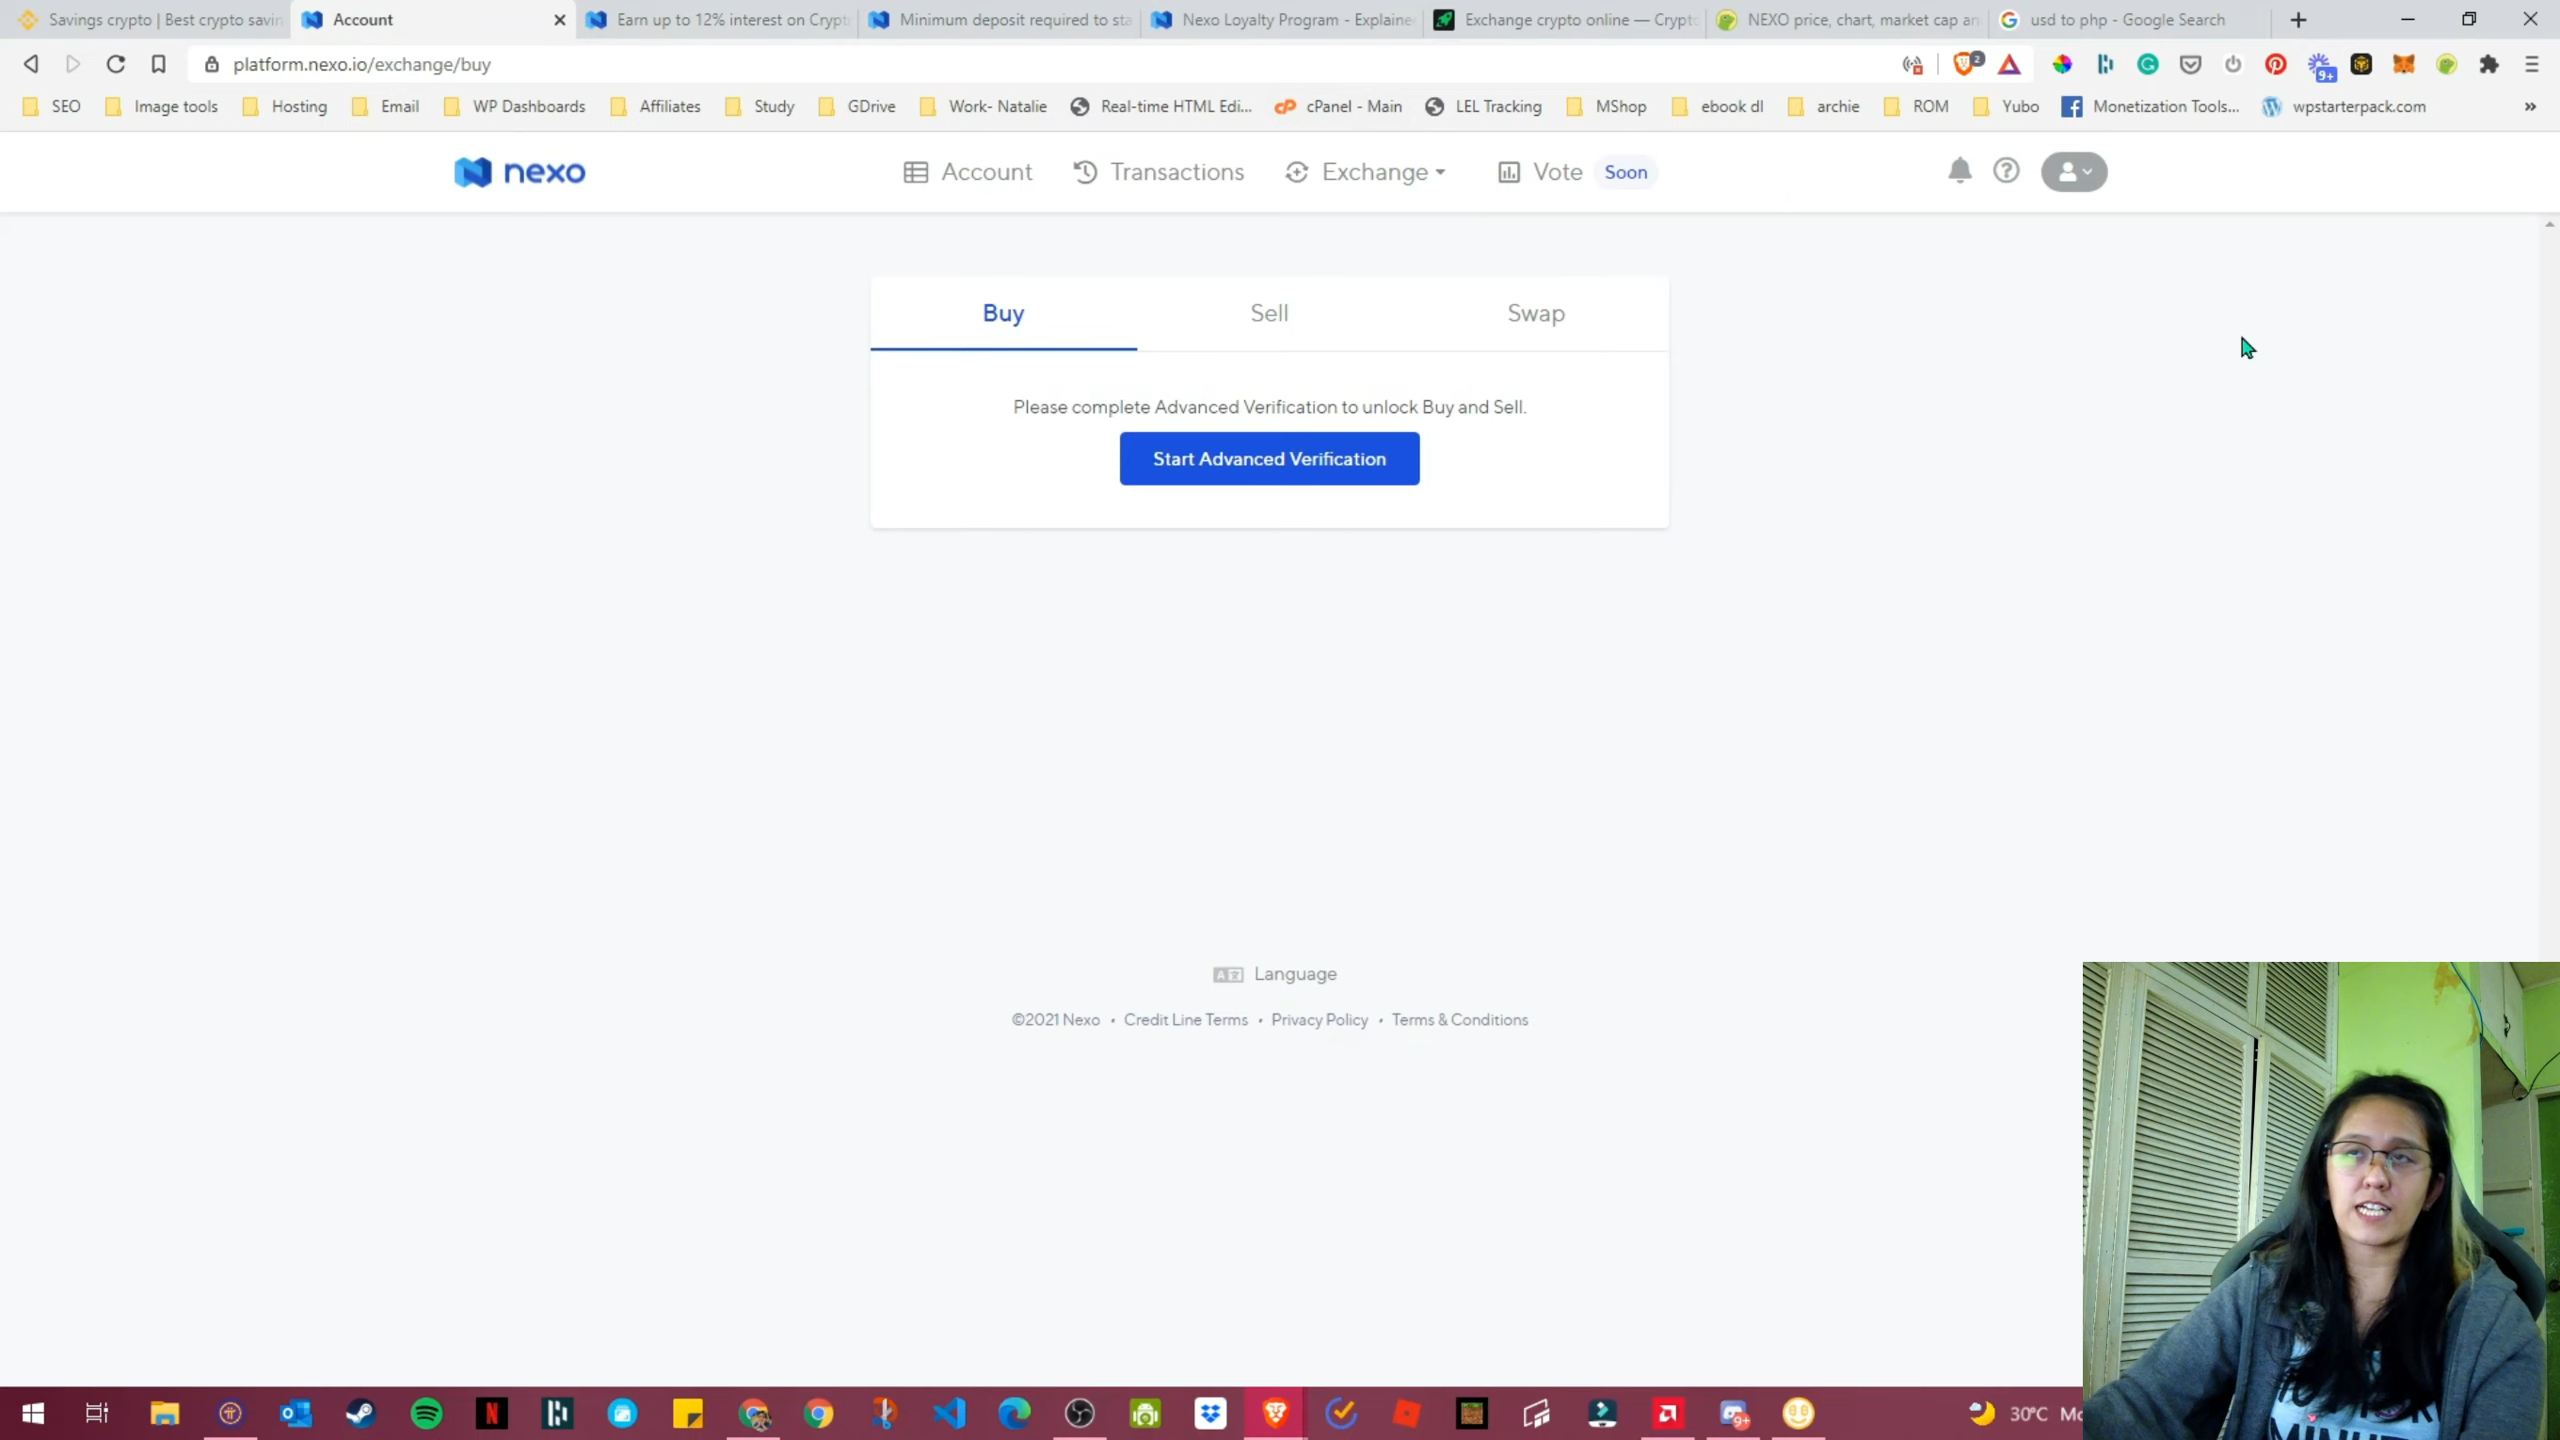 Savings crypto | Best crypto savin
Account
Earn up to 12% interest on Crypt
Minimum deposit required to sta
Nexo Loyalty Program - Explaine
Exchange crypto online — Crypto
NEXO price, chart, market cap an
usd to php - Google Search
platform.nexo.io/exchange/buy
2
9+
SEO
Image tools
Hosting
Email
WP Dashboards
Affiliates
Study
GDrive
Work- Natalie
Real-time HTML Edi...
cPanel - Main
LEL Tracking
MShop
ebook dl
archie
ROM
Yubo
Monetization Tools...
wpstarterpack.com
»
nexo
Account
Transactions
Exchange
Vote
Soon
Buy
Sell
Swap
Please complete Advanced Verification to unlock Buy and Sell.
Start Advanced Verification
Language
©2021 Nexo • Credit Line Terms • Privacy Policy • Terms & Conditions
9+
30°C